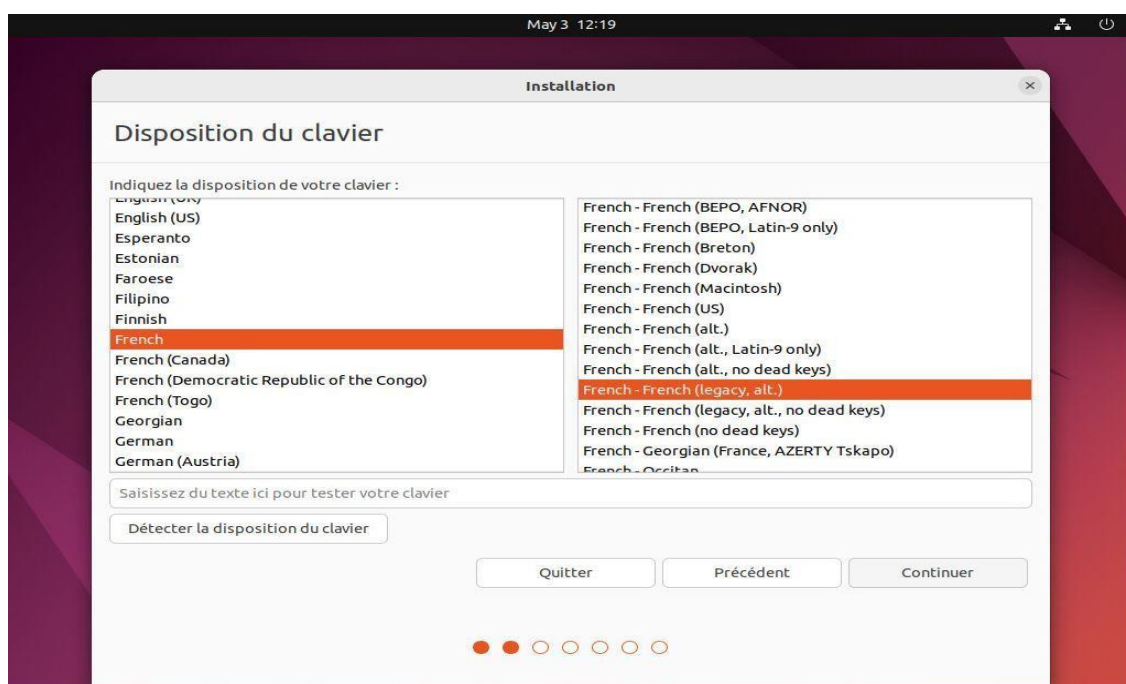 May 3 12:19
Installation
Disposition du clavier
Indiquez la disposition de votre clavier :
English (UK)
English (US)
Esperanto
Estonian
Faroese
Filipino
Finnish
French
French (Canada)
French (Democratic Republic of the Congo)
French (Togo)
Georgian
German
German (Austria)
French - French (BEPO, AFNOR)
French - French (BEPO, Latin-9 only)
French - French (Breton)
French - French (Dvorak)
French - French (Macintosh)
French - French (US)
French - French (alt.)
French - French (alt., Latin-9 only)
French - French (alt., no dead keys)
French - French (legacy, alt.)
French - French (legacy, alt., no dead keys)
French - French (no dead keys)
French - Georgian (France, AZERTY Tskapo)
French - Occitan
Saisissez du texte ici pour tester votre clavier
Détecter la disposition du clavier
Quitter
Précédent
Continuer